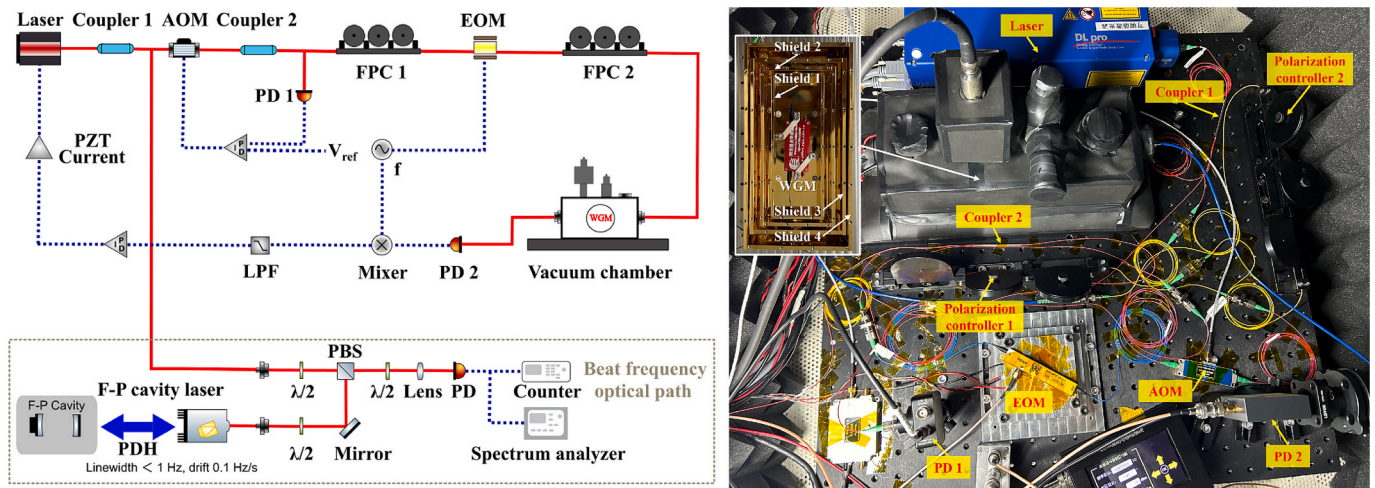 Laser Coupler 1 AOM Coupler 2 EOM
FPC 1
FPC 2
PD 1
PZT
Current
P
I
D
V_ref
f
WGM
P
I
D
LPF
Mixer
PD 2
Vacuum chamber
PBS
λ/2
λ/2
Lens
PD
Counter
Beat frequency
optical path
F-P cavity laser
F-P Cavity
PDH
λ/2
Mirror
Spectrum analyzer
Linewidth < 1 Hz, drift 0.1 Hz/s
Shield 2
Shield 1
WGM
Shield 3
Shield 4
DL pro
Laser
Polarization
controller 2
Coupler 1
Coupler 2
Polarization
controller 1
EOM
AOM
PD 1
PD 2